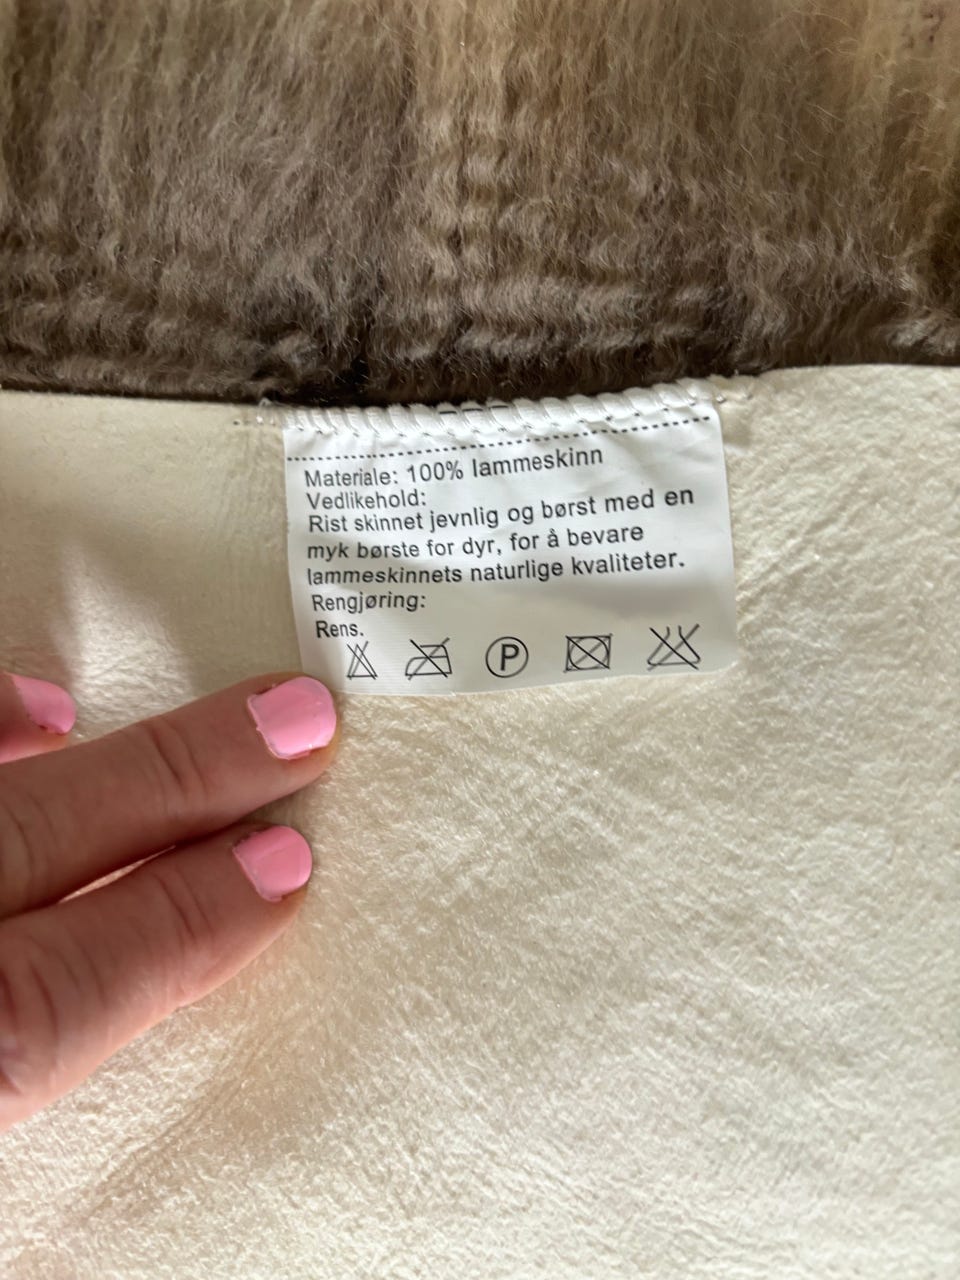 Materiale: 100% lammeskinn
Vedlikehold:
Rist skinnet jevnlig og børst med en
myk børste for dyr, for å bevare
lammeskinnets naturlige kvaliteter.
Rengjøring:
Rens.
P